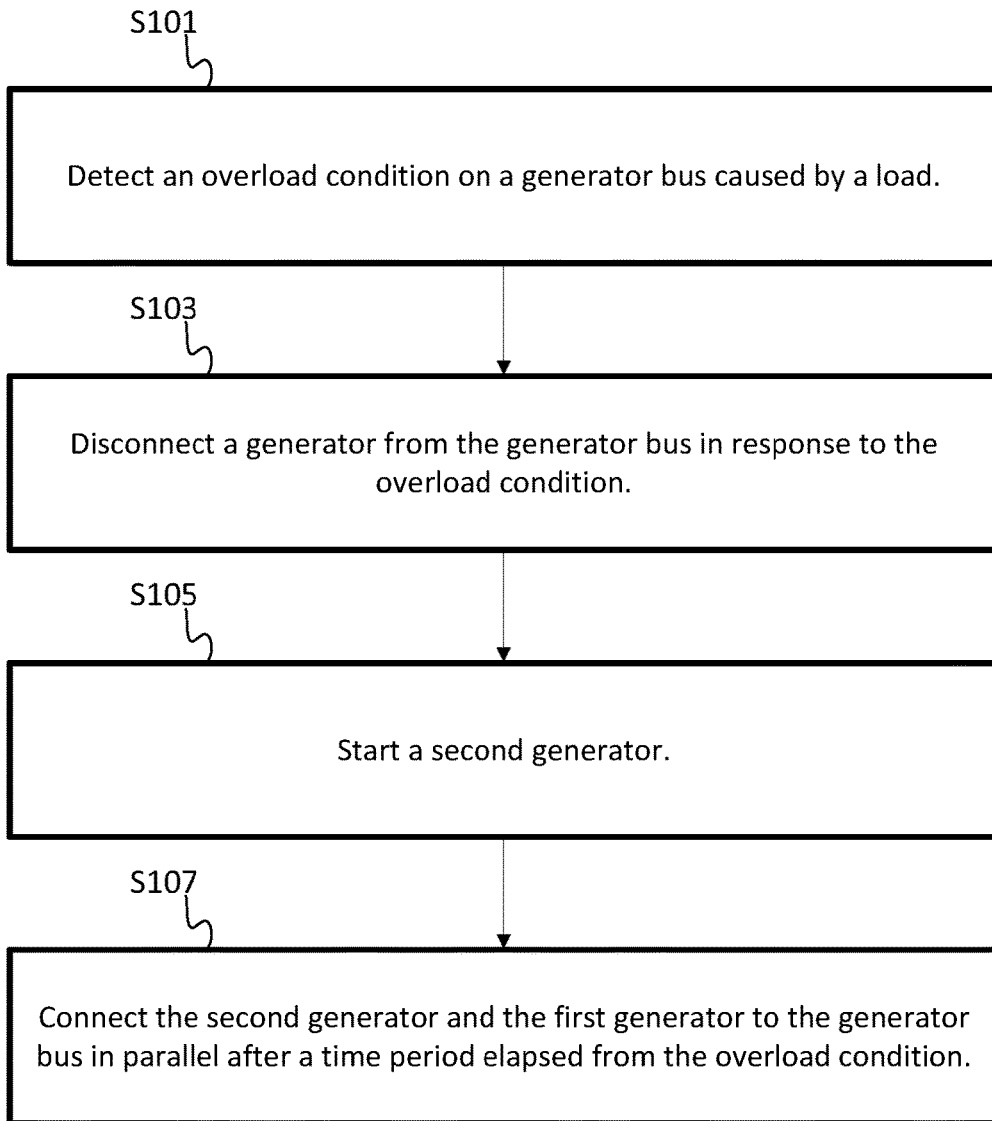 S101
Detect an overload condition on a generator bus caused by a load.
S103
Disconnect a generator from the generator bus in response to the
overload condition.
S105
Start a second generator.
S107
Connect the second generator and the first generator to the generator
bus in parallel after a time period elapsed from the overload condition.